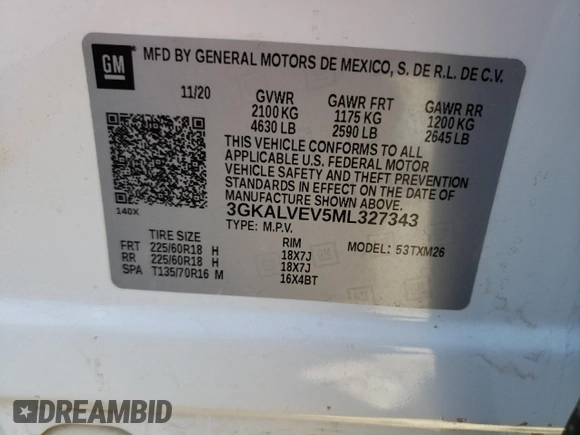 GM
MFD BY GENERAL MOTORS DE MEXICO, S. DE R.L. DE C.V.
11/20 GVWR GAWR FRT GAWR RR
2100 KG 1175 KG 1200 KG
4630 LB 2590 LB 2645 LB
THIS VEHICLE CONFORMS TO ALL
APPLICABLE U.S. FEDERAL MOTOR
VEHICLE SAFETY AND THEFT PREVENTION
STANDARDS IN EFFECT ON THE DATE OF
MANUFACTURE SHOWN ABOVE.
140X
3GKALVEV5ML327343
TYPE: M.P.V.
TIRE SIZE RIM MODEL: 53TXM26
FRT 225/60R18 H 18X7J
RR 225/60R18 H 18X7J
SPA T135/70R16 M 16X4BT
DREAMBID